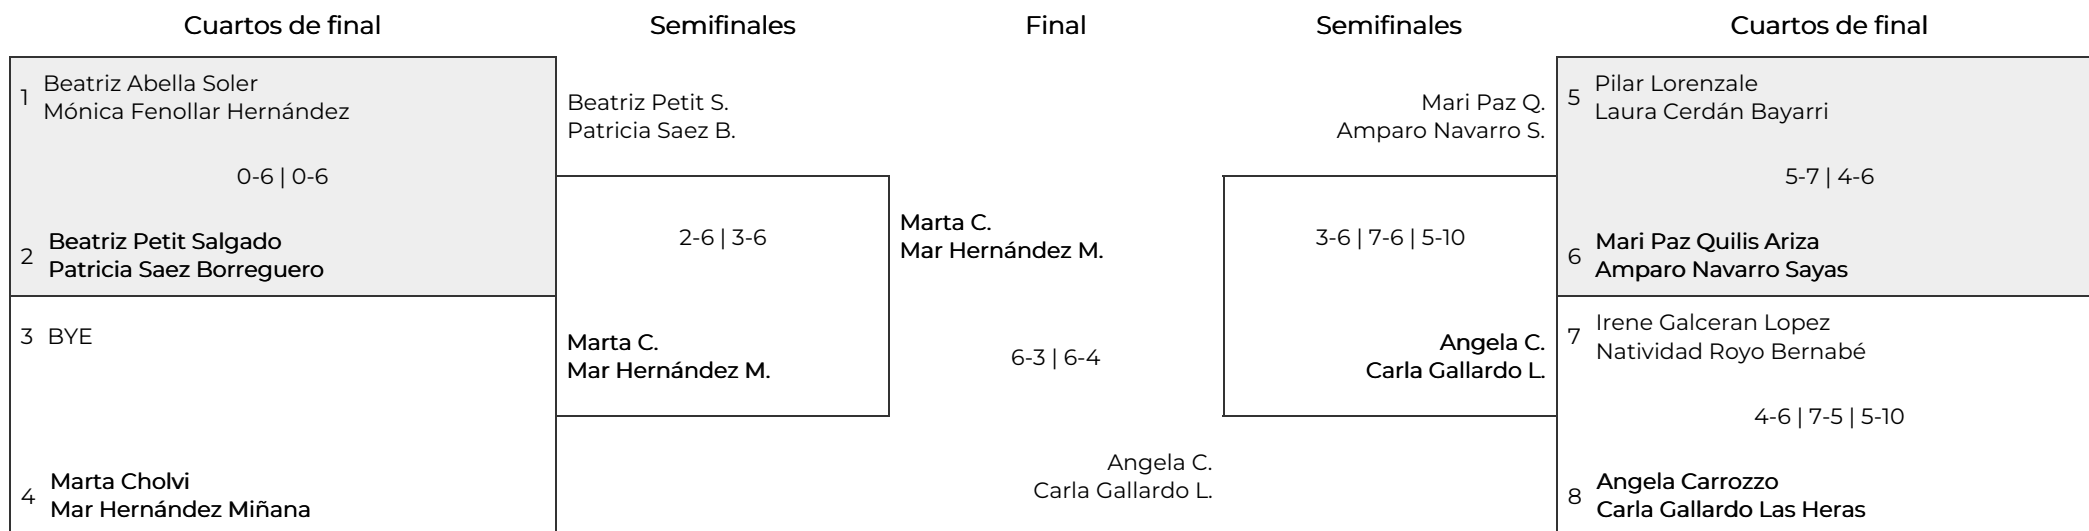 Cuartos de final
Semifinales
Final
Semifinales
Cuartos de final
1
Beatriz Abella Soler
Mónica Fenollar Hernández
0-6 | 0-6
2
Beatriz Petit Salgado
Patricia Saez Borreguero
3 BYE
4
Marta Cholvi
Mar Hernández Miñana
Beatriz Petit S.
Patricia Saez B.
2-6 | 3-6
Marta C.
Mar Hernández M.
Marta C.
Mar Hernández M.
6-3 | 6-4
Angela C.
Carla Gallardo L.
Mari Paz Q.
Amparo Navarro S.
3-6 | 7-6 | 5-10
Angela C.
Carla Gallardo L.
5
Pilar Lorenzale
Laura Cerdán Bayarri
5-7 | 4-6
6
Mari Paz Quilis Ariza
Amparo Navarro Sayas
7
Irene Galceran Lopez
Natividad Royo Bernabé
4-6 | 7-5 | 5-10
8
Angela Carrozzo
Carla Gallardo Las Heras